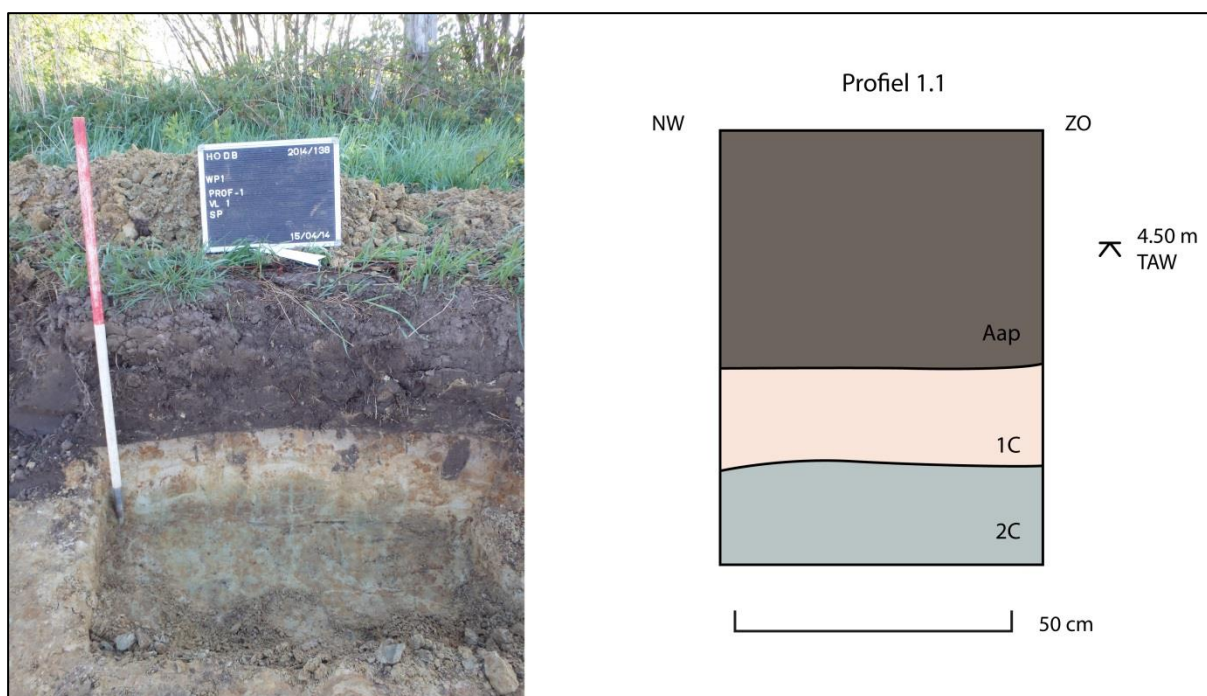 HODB 2014/138
WP1
PROF-1
VL 1
SP
15/04/14
Profiel 1.1
NW ZO
4.50 m
TAW
Aap
1C
2C
50 cm